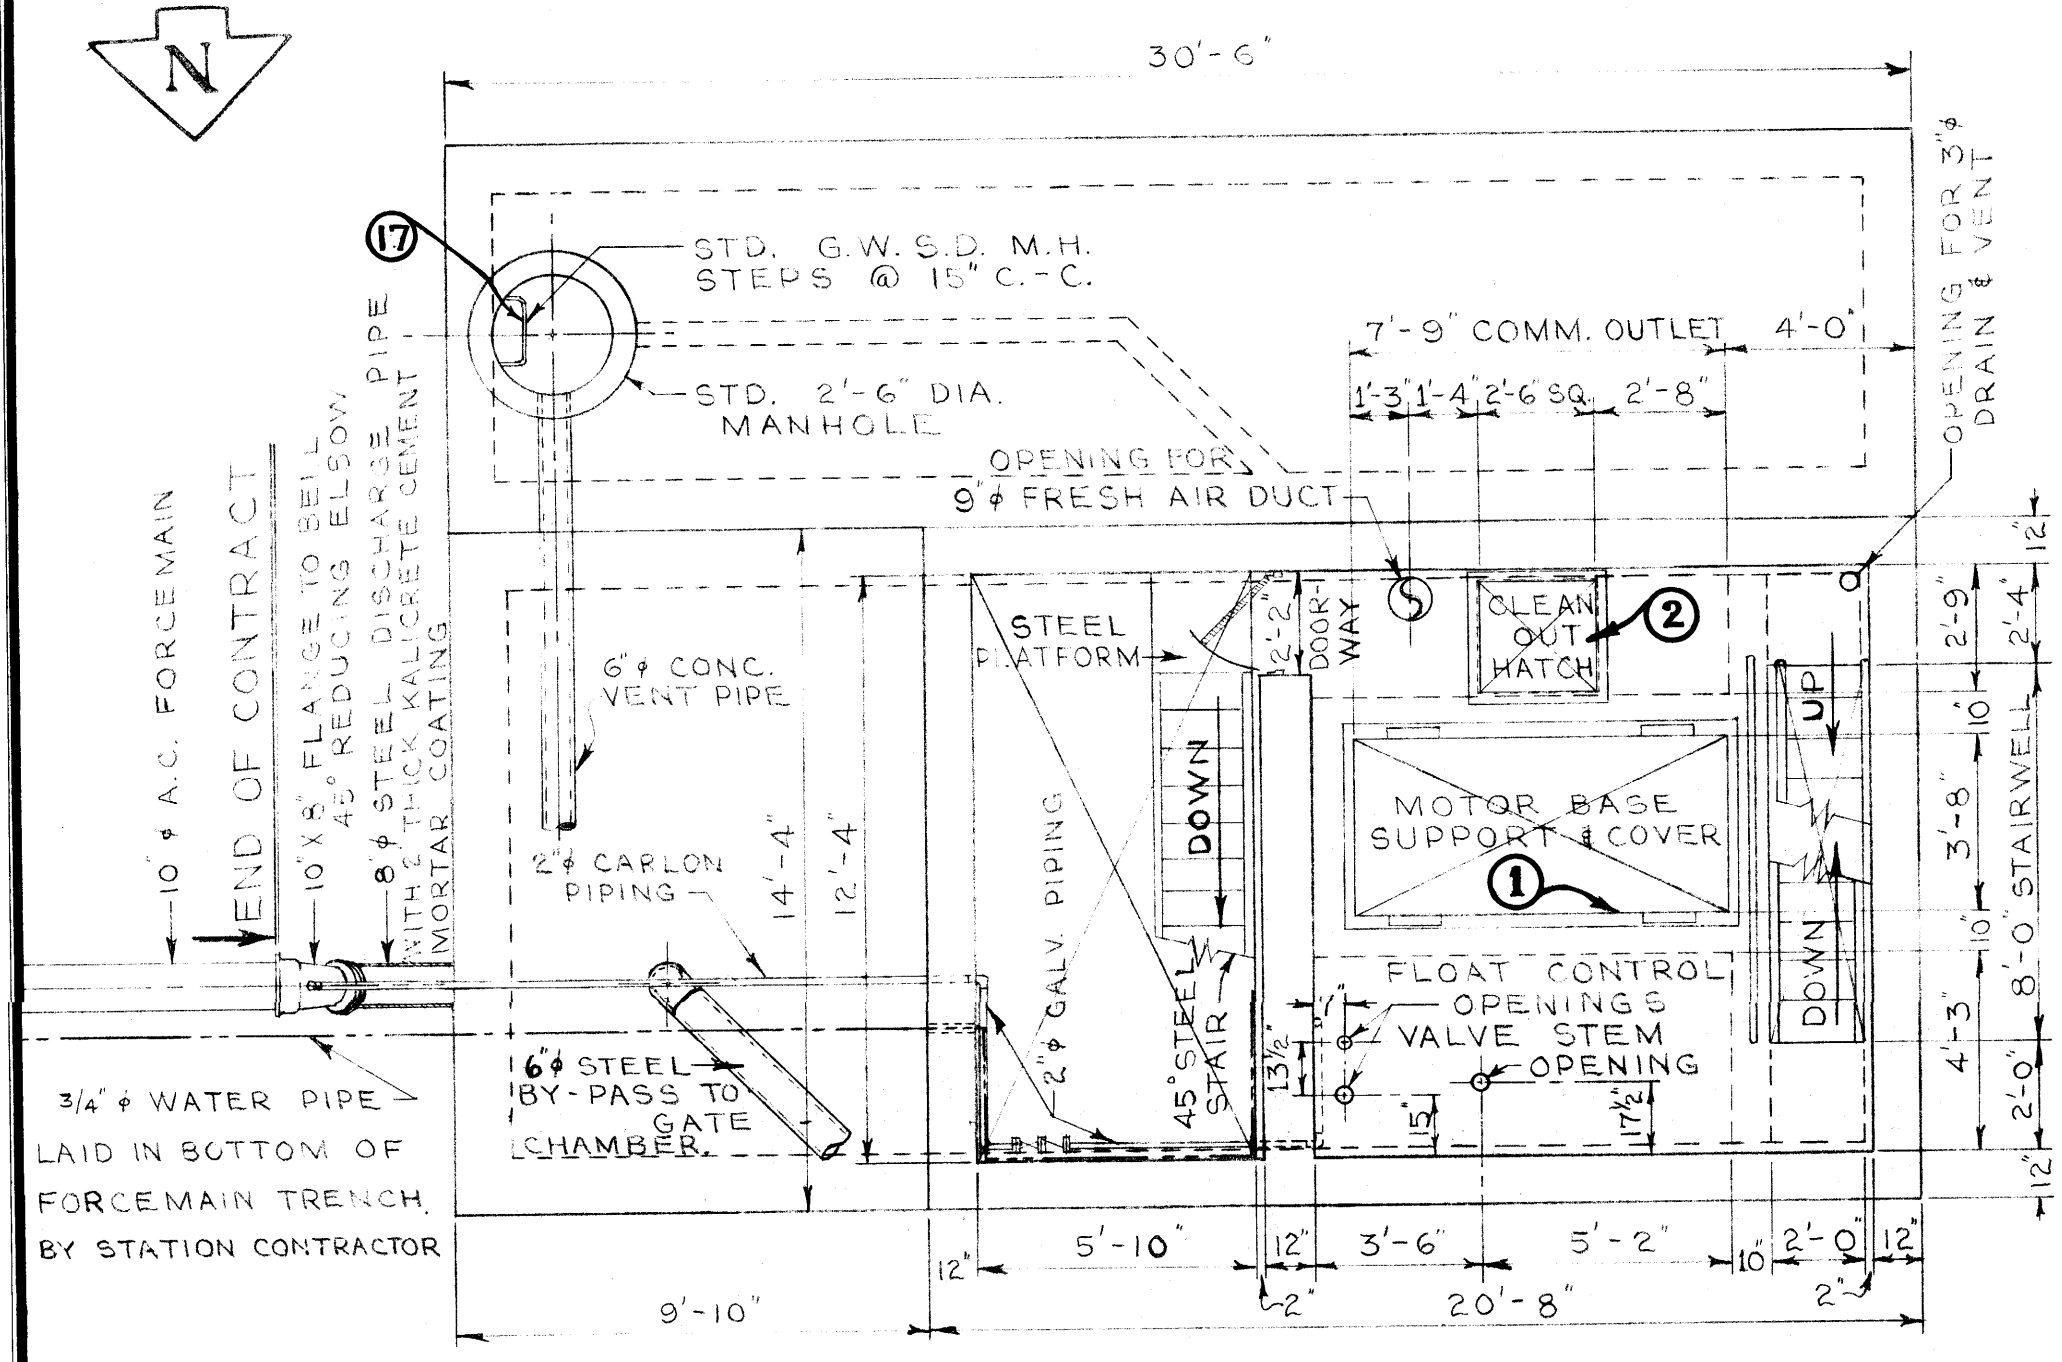 N
30'-6"
17
STD. G.W.S.D. M.H.
STEPS @ 15" C.-C.
STD. 2'-6" DIA.
MANHOLE
7'-9" COMM. OUTLET
4'-0"
1'-3"
1'-4"
2'-6 SQ.
2'-8"
OPENING FOR
9"φ FRESH AIR DUCT
OPENING FOR 3"φ
DRAIN & VENT
10"φ A.C. FORCEMAIN
END OF CONTRACT
10" X 8" FLANGE TO BELL
45° REDUCING ELSOW
8"φ STEEL DISCHARGE PIPE
WITH 2" THICK KALICRETE CEMENT
MORTAR COATING
6"φ CONC.
VENT PIPE
2"φ CARLON
PIPING
14'-4"
12'-4"
STEEL
PLATFORM
2'-2"
DOOR-
WAY
CLEAN
OUT
HATCH
2
DOWN
MOTOR BASE
SUPPORT & COVER
1
UP
DOWN
12"
2'-9"
2'-4"
10"
3'-8"
8'-0" STAIRWELL
10"
4'-3"
2'-0"
12"
2"φ GALV. PIPING
45° STEEL
STAIR
FLOAT CONTROL
OPENINGS
VALVE STEM
OPENING
7"
13½"
15"
17½"
6"φ STEEL
BY-PASS TO
GATE
CHAMBER.
3/4"φ WATER PIPE
LAID IN BOTTOM OF
FORCEMAIN TRENCH.
BY STATION CONTRACTOR
12"
5'-10"
12"
3'-6"
5'-2"
10"
2'-0"
12"
2"
2"
9'-10"
20'-8"